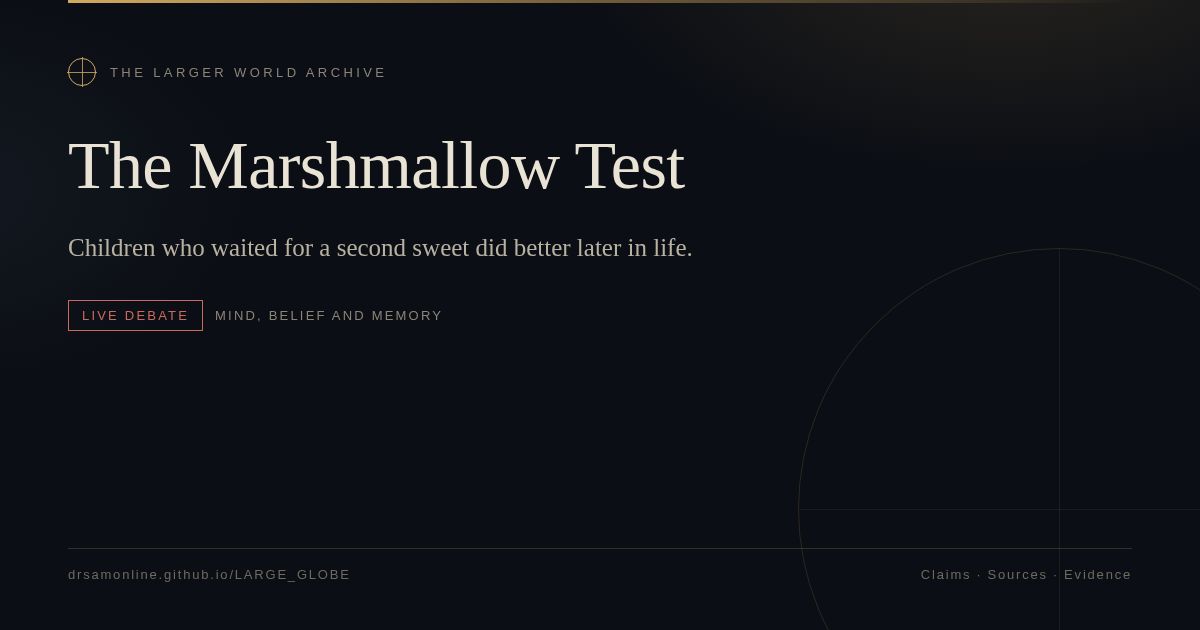 THE LARGER WORLD ARCHIVE
The Marshmallow Test
Children who waited for a second sweet did better later in life.
LIVE DEBATE MIND, BELIEF AND MEMORY
drsamonline.github.io/LARGE_GLOBE Claims · Sources · Evidence